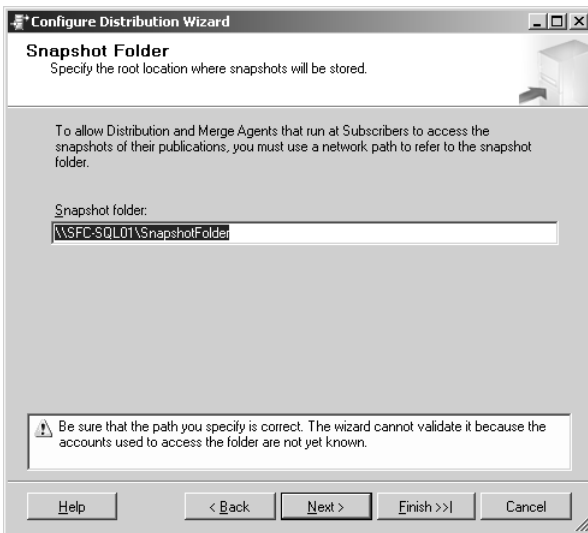 Configure Distribution Wizard
Snapshot Folder
Specify the root location where snapshots will be stored.
To allow Distribution and Merge Agents that run at Subscribers to access the
snapshots of their publications, you must use a network path to refer to the snapshot
folder.
Snapshot folder:
\\SFC-SQL01\SnapshotFolder
Be sure that the path you specify is correct. The wizard cannot validate it because the
accounts used to access the folder are not yet known.
Help < Back Next > Finish >>| Cancel